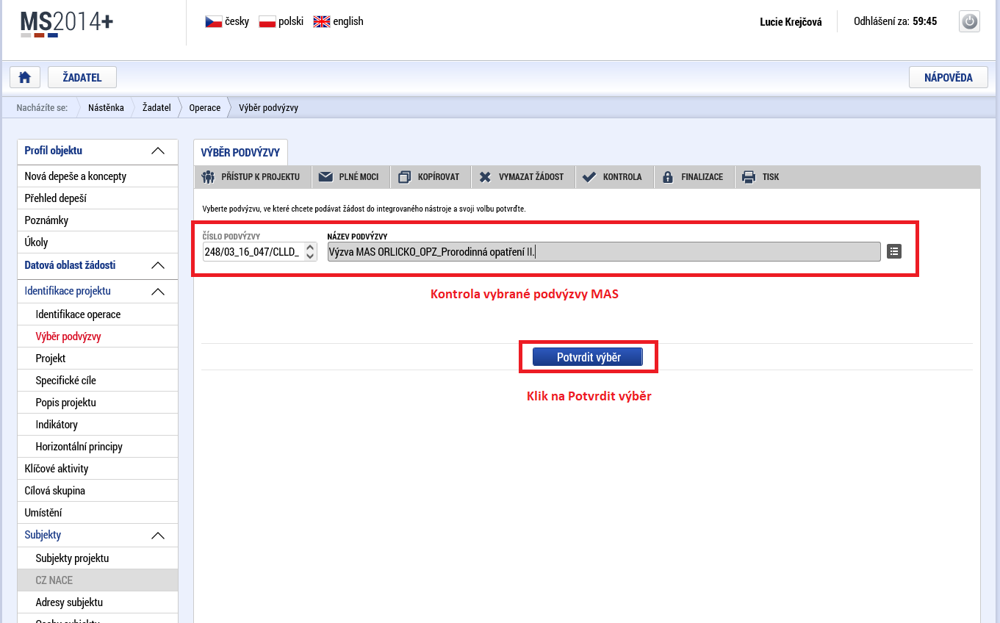 MS2014+
česky polski english
Lucie Krejčová
Odhlášení za: 59:45
ŽADATEL
NÁPOVĚDA
Nacházíte se: Nástěnka Žadatel Operace Výběr podvýzvy
Profil objektu
Nová depeše a koncepty
Přehled depeší
Poznámky
Úkoly
Datová oblast žádosti
Identifikace projektu
Identifikace operace
Výběr podvýzvy
Projekt
Specifické cíle
Popis projektu
Indikátory
Horizontální principy
Klíčové aktivity
Cílová skupina
Umístění
Subjekty
Subjekty projektu
CZ NACE
Adresy subjektu
VÝBĚR PODVÝZVY
PŘÍSTUP K PROJEKTU PLNÉ MOCI KOPÍROVAT VYMAZAT ŽÁDOST KONTROLA FINALIZACE TISK
Vyberte podvýzvu, ve které chcete podávat žádost do integrovaného nástroje a svoji volbu potvrďte.
ČÍSLO PODVÝZVY NÁZEV PODVÝZVY
248/03_16_047/CLLD_ Výzva MAS ORLICKO_OPZ_Prorodinná opatření II.
Kontrola vybrané podvýzvy MAS
Potvrdit výběr
Klik na Potvrdit výběr